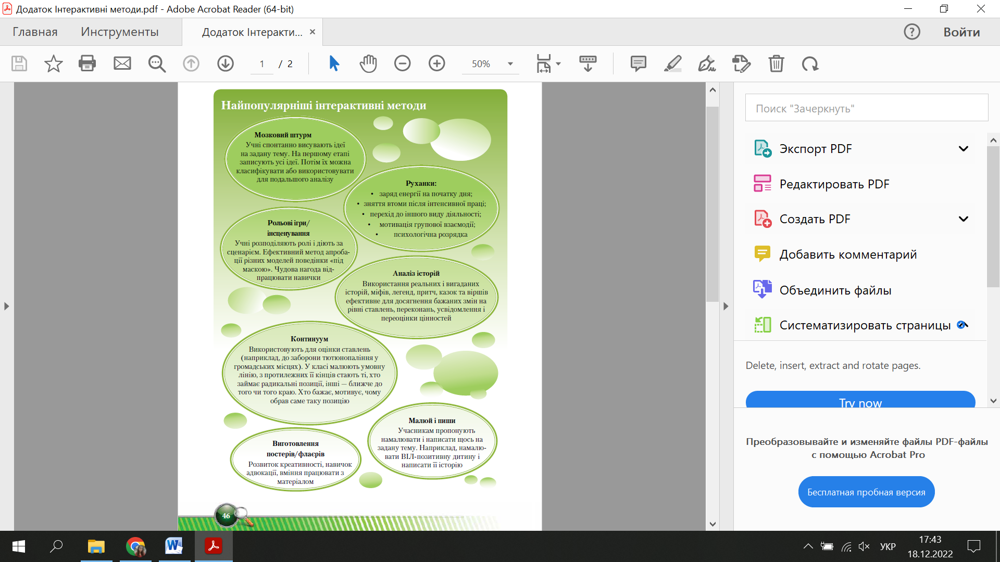 Додаток Інтерактивні методи.pdf - Adobe Acrobat Reader (64-bit)
Главная
Инструменты
Додаток Інтеракти...
Войти
1 / 2
50%
Найпопулярніші інтерактивні методи
Мозковий штурм
Учні спонтанно висувають ідеї
на задану тему. На першому етапі
записують усі ідеї. Потім їх можна
класифікувати або використовувати
для подальшого аналізу
Руханки:
• заряд енергії на початку дня;
• зняття втоми після інтенсивної праці;
• перехід до іншого виду діяльності;
• мотивація групової взаємодії;
• психологічна розрядка
Рольові ігри/
інсценування
Учні розподіляють ролі і діють за
сценарієм. Ефективний метод апроба-
ції різних моделей поведінки «під
маскою». Чудова нагода від-
працювати навички
Аналіз історій
Використання реальних і вигаданих
історій, міфів, легенд, притч, казок та віршів
ефективне для досягнення бажаних змін на
рівні ставлень, переконань, усвідомлення і
переоцінки цінностей
Континуум
Використовують для оцінки ставлень
(наприклад, до заборони тютюнопаління у
громадських місцях). У класі малюють умовну
лінію, з протилежних її кінців стають ті, хто
займає радикальні позиції, інші — ближче до
того чи того краю. Хто бажає, мотивує, чому
обрав саме таку позицію
Малюй і пиши
Учасникам пропонують
намалювати і написати щось на
задану тему. Наприклад, намалю-
вати ВІЛ-позитивну дитину і
написати її історію
Виготовлення
постерів/флаєрів
Розвиток креативності, навичок
адвокації, вміння працювати з
матеріалом
46
Поиск "Зачеркнуть"
Экспорт PDF
Редактировать PDF
Создать PDF
Добавить комментарий
Объединить файлы
Систематизировать страницы
Delete, insert, extract and rotate pages.
Try now
Преобразовывайте и изменяйте файлы PDF-файлы
с помощью Acrobat Pro
Бесплатная пробная версия
УКР
17:43
18.12.2022